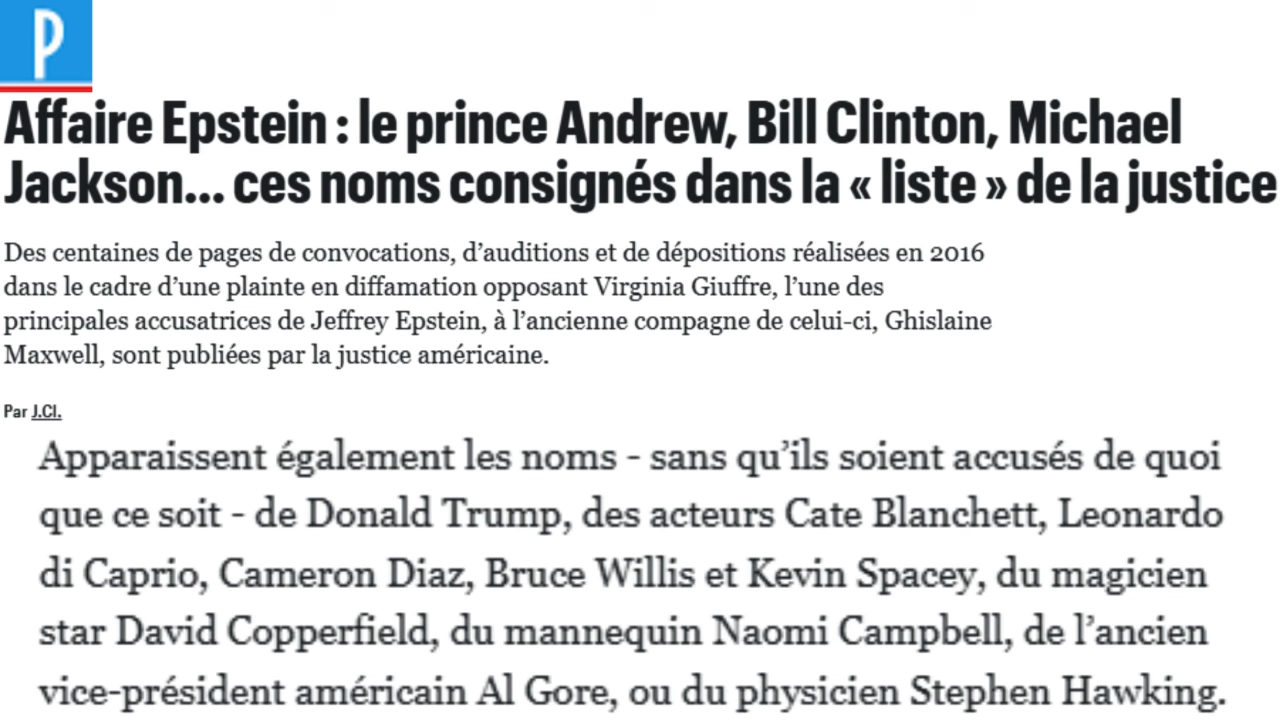 P
Affaire Epstein : le prince Andrew, Bill Clinton, Michael
Jackson... ces noms consignés dans la « liste » de la justice
Des centaines de pages de convocations, d’auditions et de dépositions réalisées en 2016
dans le cadre d’une plainte en diffamation opposant Virginia Giuffre, l’une des
principales accusatrices de Jeffrey Epstein, à l’ancienne compagne de celui-ci, Ghislaine
Maxwell, sont publiées par la justice américaine.
Par J.Cl.
Apparaissent également les noms - sans qu’ils soient accusés de quoi
que ce soit - de Donald Trump, des acteurs Cate Blanchett, Leonardo
di Caprio, Cameron Diaz, Bruce Willis et Kevin Spacey, du magicien
star David Copperfield, du mannequin Naomi Campbell, de l’ancien
vice-président américain Al Gore, ou du physicien Stephen Hawking.